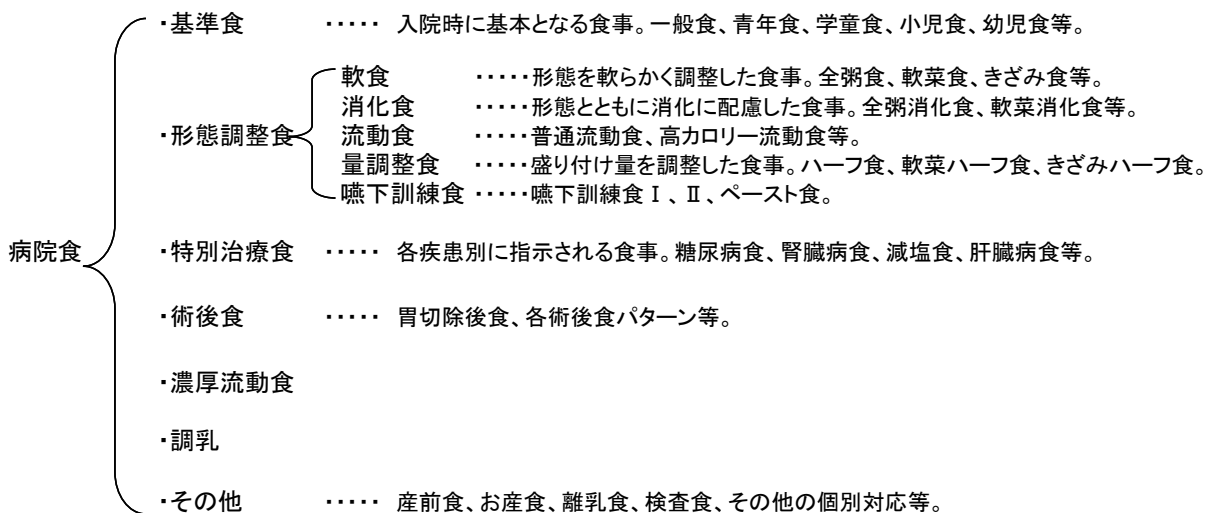 ・基準食 ・・・・・ 入院時に基本となる食事。一般食、青年食、学童食、小児食、幼児食等。
軟食 ・・・・・形態を軟らかく調整した食事。全粥食、軟菜食、きざみ食等。
消化食 ・・・・・形態とともに消化に配慮した食事。全粥消化食、軟菜消化食等。
・形態調整食 流動食 ・・・・・普通流動食、高カロリー流動食等。
量調整食 ・・・・・盛り付け量を調整した食事。ハーフ食、軟菜ハーフ食、きざみハーフ食。
嚥下訓練食 ・・・・・嚥下訓練食Ⅰ、Ⅱ、ペースト食。
病院食 ・特別治療食 ・・・・・ 各疾患別に指示される食事。糖尿病食、腎臓病食、減塩食、肝臓病食等。
・術後食 ・・・・・ 胃切除後食、各術後食パターン等。
・濃厚流動食
・調乳
・その他 ・・・・・ 産前食、お産食、離乳食、検査食、その他の個別対応等。